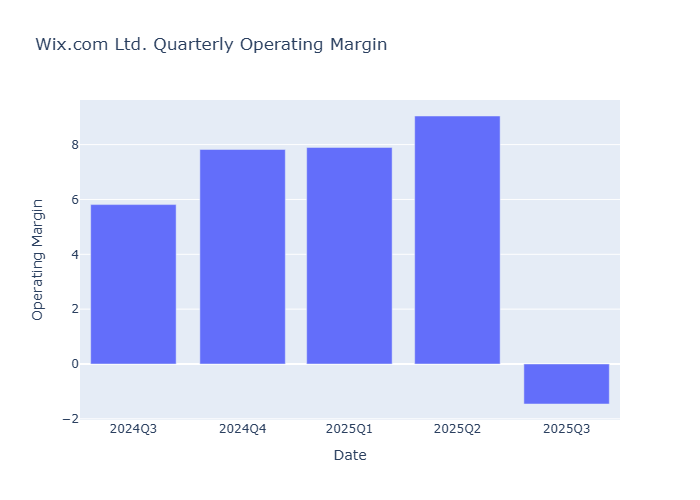 Wix.com Ltd. Quarterly Operating Margin
8
6
4
2
0
−2
Operating Margin
2024Q3
2024Q4
2025Q1
2025Q2
2025Q3
Date